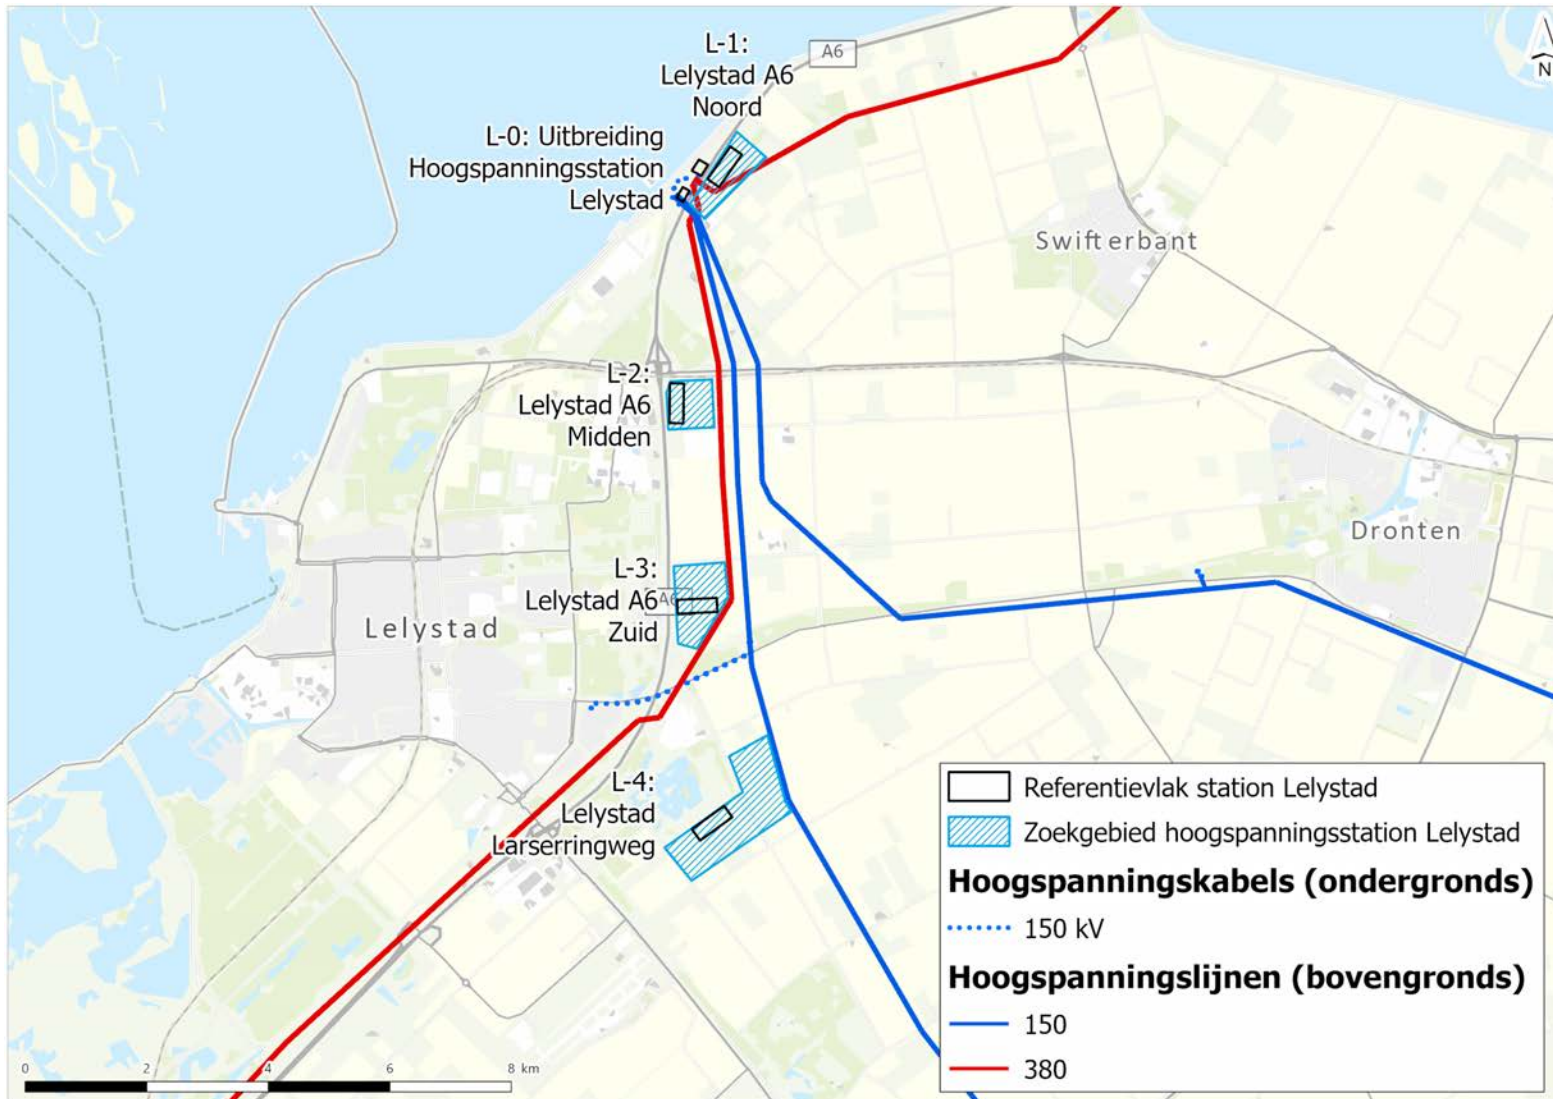 L-1:
Lelystad A6
Noord
A6
N
L-0: Uitbreiding
Hoogspanningsstation
Lelystad
Swifterbant
L-2:
Lelystad A6
Midden
Dronten
L-3:
Lelystad A6
Zuid
A6
Lelystad
L-4:
Lelystad
Larserringweg
Referentievlak station Lelystad
Zoekgebied hoogspanningsstation Lelystad
Hoogspanningskabels (ondergronds)
150 kV
Hoogspanningslijnen (bovengronds)
150
380
0 2 4 6 8 km